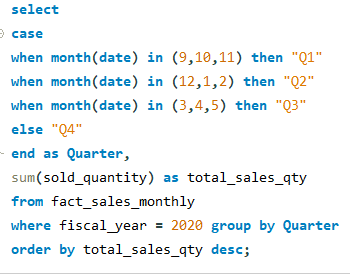 select
case
when month(date) in (9,10,11) then "Q1"
when month(date) in (12,1,2) then "Q2"
when month(date) in (3,4,5) then "Q3"
else "Q4"
end as Quarter,
sum(sold_quantity) as total_sales_qty
from fact_sales_monthly
where fiscal_year = 2020 group by Quarter
order by total_sales_qty desc;